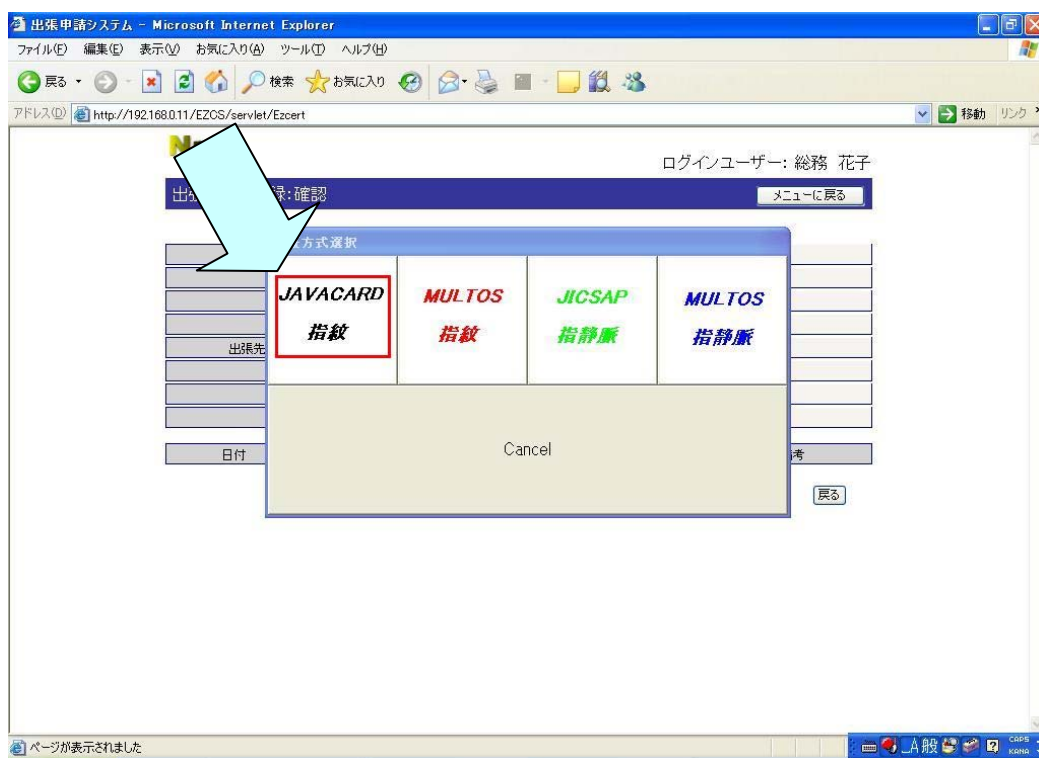 出張申請システム - Microsoft Internet Explorer
ファイル(F) 編集(E) 表示(V) お気に入り(A) ツール(T) ヘルプ(H)
戻る 検索 お気に入り
アドレス(D) http://192.168.0.11/EZCS/servlet/Ezcert 移動 リンク
ログインユーザー: 総務 花子
:確認 メニューに戻る
方式選択
JAVACARD MULTOS JICSAP MULTOS
指紋 指紋 指静脈 指静脈
出張先
Cancel
日付 考
戻る
ページが表示されました
A 般 CAPS
KANA